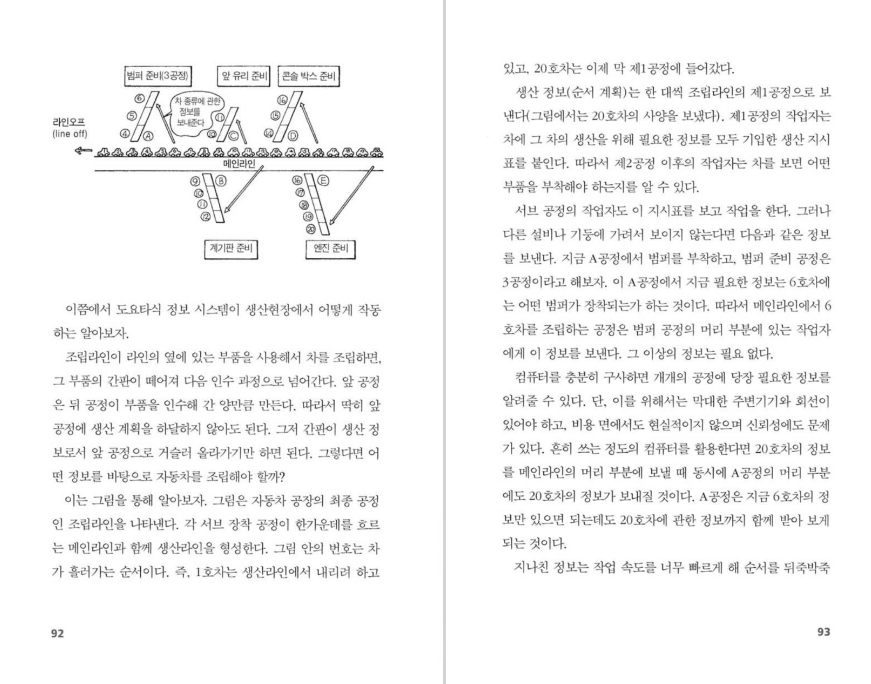 범퍼 준비(3공정)
앞 유리 준비
콘솔 박스 준비
차 종류에 관한
정보를
보내준다
라인오프
(line off)
⑥
⑤
④
Ⓐ
⑪
⑩
Ⓒ
⑯
⑮
⑭
Ⓓ
메인라인
⑨
⑩
⑪
⑫
Ⓑ
⑯
⑰
⑱
⑲
⑳
Ⓔ
계기판 준비
엔진 준비
이쯤에서 도요타식 정보 시스템이 생산현장에서 어떻게 작동
하는 알아보자.
조립라인이 라인의 옆에 있는 부품을 사용해서 차를 조립하면,
그 부품의 간판이 떼어져 다음 인수 과정으로 넘어간다. 앞 공정
은 뒤 공정이 부품을 인수해 간 양만큼 만든다. 따라서 딱히 앞
공정에 생산 계획을 하달하지 않아도 된다. 그저 간판이 생산 정
보로서 앞 공정으로 거슬러 올라가기만 하면 된다. 그렇다면 어
떤 정보를 바탕으로 자동차를 조립해야 할까?
이는 그림을 통해 알아보자. 그림은 자동차 공장의 최종 공정
인 조립라인을 나타낸다. 각 서브 장착 공정이 한가운데를 흐르
는 메인라인과 함께 생산라인을 형성한다. 그림 안의 번호는 차
가 흘러가는 순서이다. 즉, 1호차는 생산라인에서 내리려 하고
92
있고, 20호차는 이제 막 제1공정에 들어갔다.
생산 정보(순서 계획)는 한 대씩 조립라인의 제1공정으로 보
낸다(그림에서는 20호차의 사양을 보냈다). 제1공정의 작업자는
차에 그 차의 생산을 위해 필요한 정보를 모두 기입한 생산 지시
표를 붙인다. 따라서 제2공정 이후의 작업자는 차를 보면 어떤
부품을 부착해야 하는지를 알 수 있다.
서브 공정의 작업자도 이 지시표를 보고 작업을 한다. 그러나
다른 설비나 기둥에 가려서 보이지 않는다면 다음과 같은 정보
를 보낸다. 지금 A공정에서 범퍼를 부착하고, 범퍼 준비 공정은
3공정이라고 해보자. 이 A공정에서 지금 필요한 정보는 6호차에
는 어떤 범퍼가 장착되는가 하는 것이다. 따라서 메인라인에서 6
호차를 조립하는 공정은 범퍼 공정의 머리 부분에 있는 작업자
에게 이 정보를 보낸다. 그 이상의 정보는 필요 없다.
컴퓨터를 충분히 구사하면 개개의 공정에 당장 필요한 정보를
알려줄 수 있다. 단, 이를 위해서는 막대한 주변기기와 회선이
있어야 하고, 비용 면에서도 현실적이지 않으며 신뢰성에도 문제
가 있다. 흔히 쓰는 정도의 컴퓨터를 활용한다면 20호차의 정보
를 메인라인의 머리 부분에 보낼 때 동시에 A공정의 머리 부분
에도 20호차의 정보가 보내질 것이다. A공정은 지금 6호차의 정
보만 있으면 되는데도 20호차에 관한 정보까지 함께 받아 보게
되는 것이다.
지나친 정보는 작업 속도를 너무 빠르게 해 순서를 뒤죽박죽
93